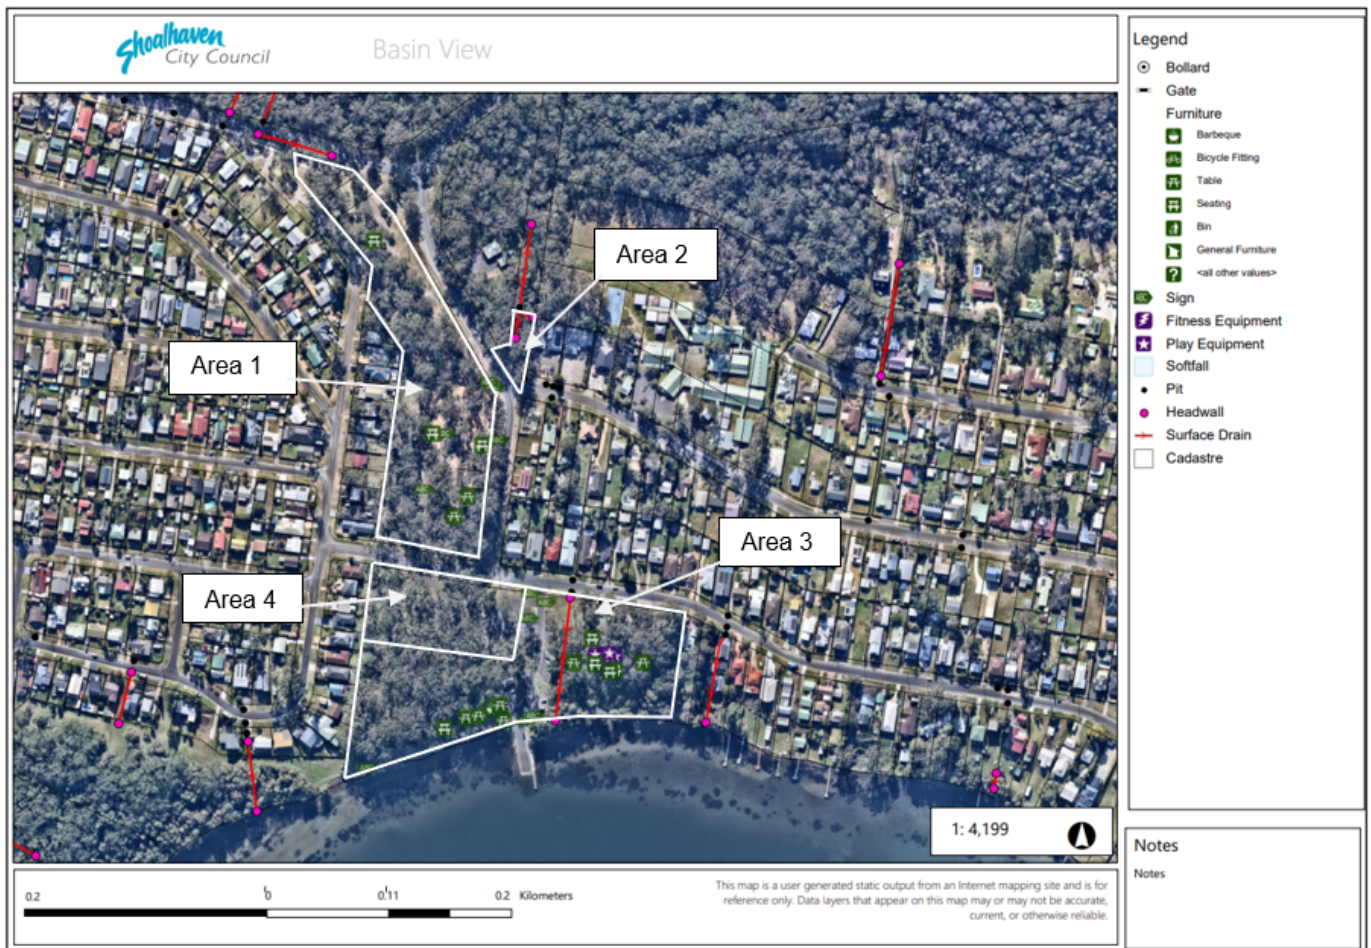 Shoalhaven
City Council
Basin View
Legend
Bollard
Gate
Furniture
Barbeque
Bicycle Fitting
Table
Seating
Bin
General Furniture
<all other values>
ABC Sign
Fitness Equipment
Play Equipment
Softfall
Pit
Headwall
Surface Drain
Cadastre
Area 2
Area 1
Area 3
Area 4
1: 4,199
Notes
Notes
0.2 0 0.11 0.2 Kilometers
This map is a user generated static output from an Internet mapping site and is for
reference only. Data layers that appear on this map may or may not be accurate,
current, or otherwise reliable.